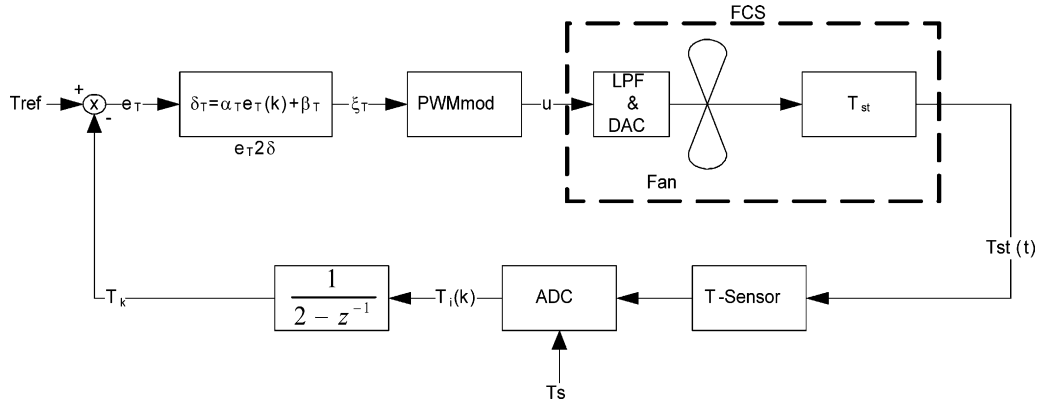 FCS
Tref
+
x
-
e_T
δ_T=α_T e_T(k)+β_T
e_T2δ
ξ_T
PWMmod
u
LPF
&
DAC
Fan
T_st
Tst (t)
T-Sensor
ADC
Ts
T_i(k)
1
2 − z^{-1}
T_k